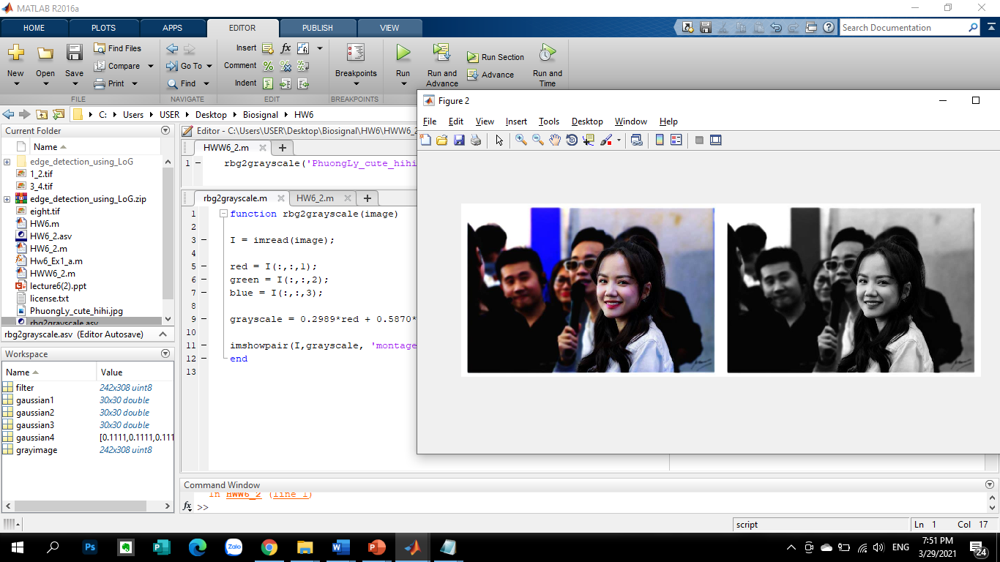 MATLAB R2016a
HOME PLOTS APPS EDITOR PUBLISH VIEW
Search Documentation
New Open Save Find Files Compare Print
Go To Find
Insert fx Comment Indent
Breakpoints
Run Run and Advance Run Section Advance Run and Time
FILE NAVIGATE EDIT BREAKPOINTS
C: Users USER Desktop Biosignal HW6
Current Folder
Name
edge_detection_using_LoG
1_2.tif
3_4.tif
edge_detection_using_LoG.zip
eight.tif
HW6.m
HW6_2.asv
HW6_2.m
Hw6_Ex1_a.m
HWW6_2.m
lecture6(2).ppt
license.txt
PhuongLy_cute_hihi.jpg
rbg2grayscale.asv
rbg2grayscale.asv (Editor Autosave)
Workspace
Name Value
filter 242x308 uint8
gaussian1 30x30 double
gaussian2 30x30 double
gaussian3 30x30 double
gaussian4 [0.1111,0.1111,0.111
grayimage 242x308 uint8
Editor - C:\Users\USER\Desktop\Biosignal\HW6\HWW6_2
HWW6_2.m
1 rbg2grayscale('PhuongLy_cute_hihi
rbg2grayscale.m HW6_2.m
1 function rbg2grayscale(image)
2
3 I = imread(image);
4
5 red = I(:,:,1);
6 green = I(:,:,2);
7 blue = I(:,:,3);
8
9 grayscale = 0.2989*red + 0.5870*
10
11 imshowpair(I,grayscale, 'montage
12 end
13
Figure 2
File Edit View Insert Tools Desktop Window Help
Command Window
In HWW6_2 (line 1)
fx >>
script Ln 1 Col 17
Ps Zalo
ENG
7:51 PM
3/29/2021
24